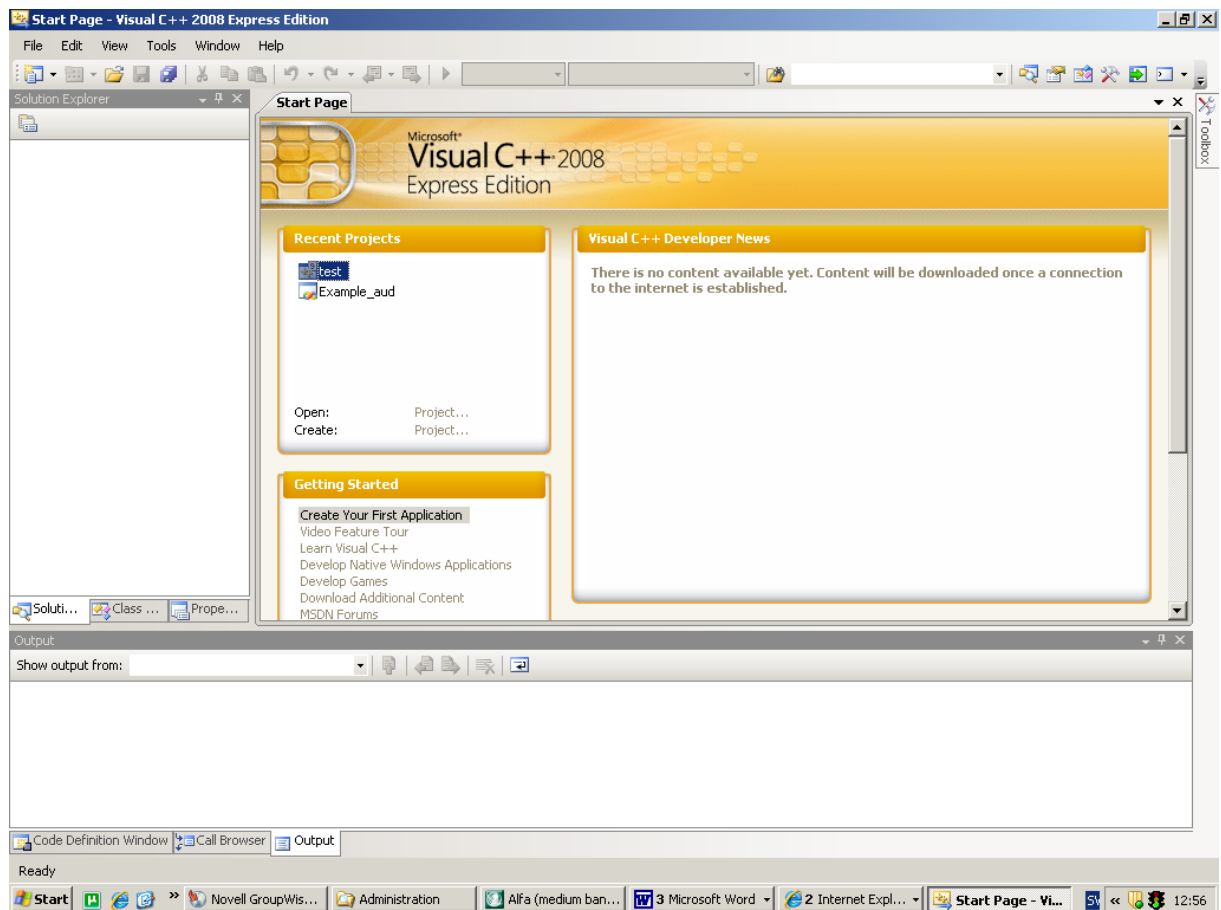 Start Page - Visual C++ 2008 Express Edition
File Edit View Tools Window Help
Solution Explorer
Start Page
Toolbox
Microsoft
Visual C++ 2008
Express Edition
Recent Projects
test
Example_aud
Open: Project...
Create: Project...
Visual C++ Developer News
There is no content available yet. Content will be downloaded once a connection
to the internet is established.
Getting Started
Create Your First Application
Video Feature Tour
Learn Visual C++
Develop Native Windows Applications
Develop Games
Download Additional Content
MSDN Forums
Soluti... Class ... Prope...
Output
Show output from:
Code Definition Window Call Browser Output
Ready
Start Novell GroupWis... Administration Alfa (medium ban... 3 Microsoft Word 2 Internet Expl... Start Page - Vi... SV 12:56